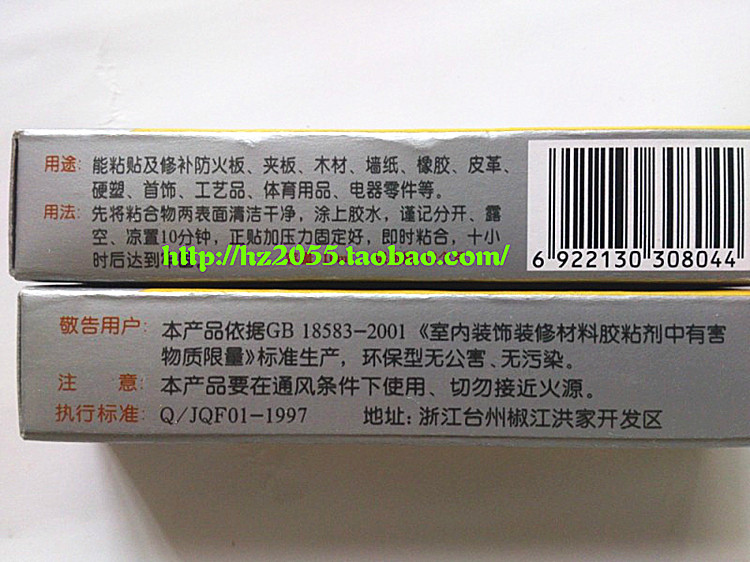 用途: 能粘贴及修补防火板、夹板、木材、墙纸、橡胶、皮革、
硬塑、首饰、工艺品、体育用品、电器零件等。
用法: 先将粘合物两表面清洁干净，涂上胶水，谨记分开、露
空、凉置10分钟，正贴加压力固定好，即时粘合，十小
时后达到
http://hz2055.taobao.com/
6 922130 308044
敬告用户: 本产品依据GB 18583-2001《室内装饰装修材料胶粘剂中有害
物质限量》标准生产，环保型无公害、无污染。
注 意: 本产品要在通风条件下使用、切勿接近火源。
执行标准: Q/JQF01-1997 地址: 浙江台州椒江洪家开发区